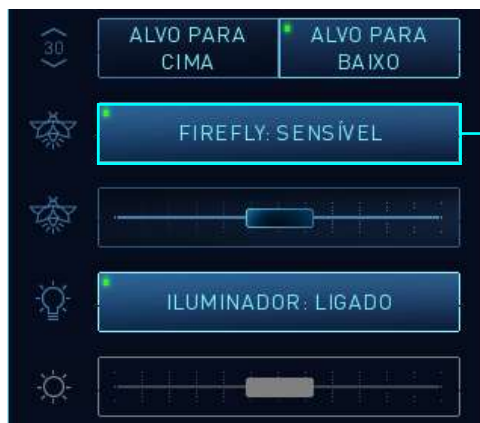 30
ALVO PARA
CIMA
ALVO PARA
BAIXO
FIREFLY: SENSÍVEL
ILUMINADOR: LIGADO